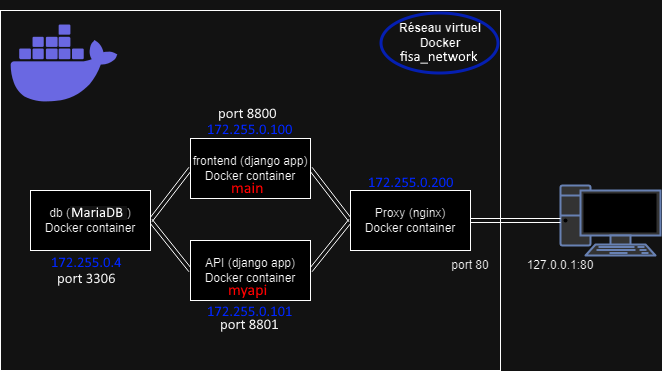 Réseau virtuel
Docker
fisa_network
port 8800
172.255.0.100
frontend (django app)
Docker container
main
172.255.0.200
db (MariaDB )
Docker container
Proxy (nginx)
Docker container
172.255.0.4
port 3306
API (django app)
Docker container
myapi
172.255.0.101
port 8801
port 80
127.0.0.1:80